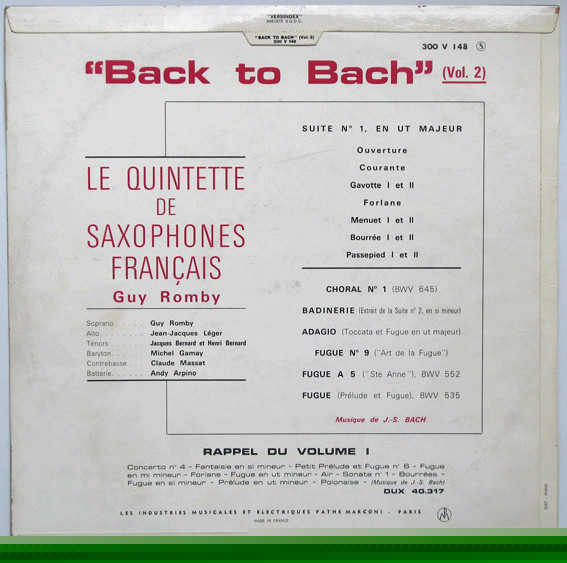 "VERSINDEX"
BREVETÉ S.G.D.G.
"BACK TO BACH" (Vol. 2)
300 V 148
300 V 148 Ⓢ
"Back to Bach" (Vol. 2)
LE QUINTETTE
DE
SAXOPHONES
FRANÇAIS
Guy Romby
Soprano . . . . . Guy Romby
Alto. . . . . . . Jean-Jacques Léger
Ténors . . . . . Jacques Bernard et Henri Bernard
Baryton. . . . . Michel Gamay
Contrebasse . . Claude Massat
Batterie. . . . . . Andy Arpino
SUITE N° 1, EN UT MAJEUR
Ouverture
Courante
Gavotte I et II
Forlane
Menuet I et II
Bourrée I et II
Passepied I et II
CHORAL N° 1 (BWV 645)
BADINERIE (Extrait de la Suite n° 2, en si mineur)
ADAGIO (Toccata et Fugue en ut majeur)
FUGUE N° 9 ("Art de la Fugue")
FUGUE A 5 ("Ste Anne"), BWV 552
FUGUE (Prélude et Fugue), BWV 535
Musique de J.-S. BACH
RAPPEL DU VOLUME I
Concerto n° 4 - Fantaisie en si mineur - Petit Prélude et Fugue n° 6 - Fugue
en mi mineur - Forlane - Fugue en ut mineur - Air - Sonate n° 1 - Bourrées -
Fugue en si mineur - Prélude en ut mineur - Polonaise - (Musique de J.-S. Bach)
DUX 40.317
LES INDUSTRIES MUSICALES ET ELECTRIQUES PATHE MARCONI - PARIS
MADE IN FRANCE